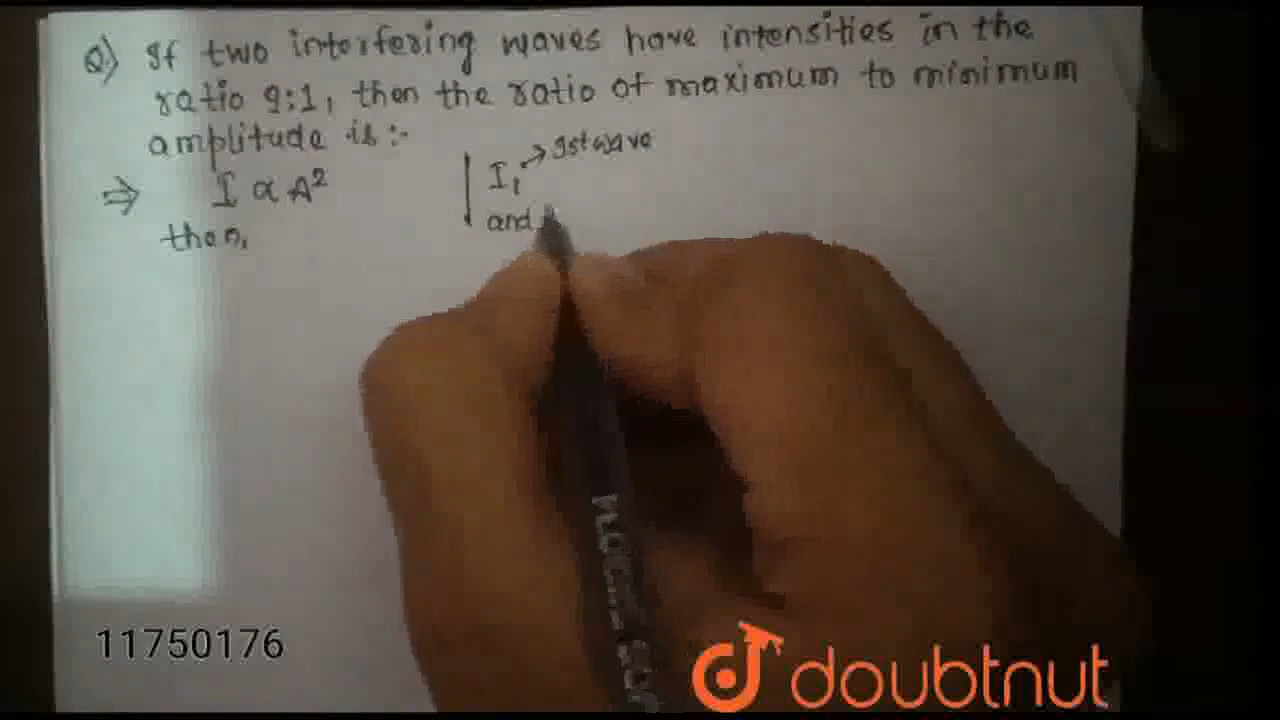 Q) If two interfering waves have intensities in the
ratio 9:1, then the ratio of maximum to minimum
amplitude is :-
⇒ I ∝ A²
then,
I₁ → Ist wave
and
11750176
doubtnut